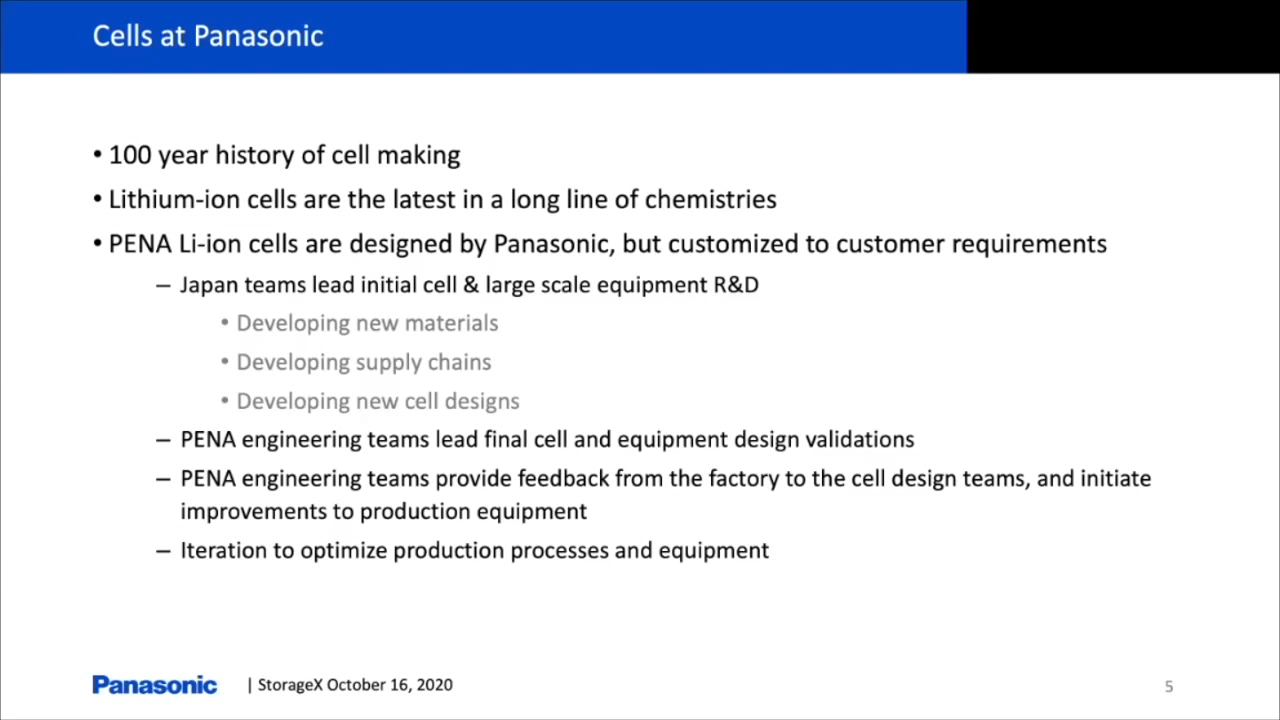 Cells at Panasonic
• 100 year history of cell making
• Lithium-ion cells are the latest in a long line of chemistries
• PENA Li-ion cells are designed by Panasonic, but customized to customer requirements
– Japan teams lead initial cell & large scale equipment R&D
• Developing new materials
• Developing supply chains
• Developing new cell designs
– PENA engineering teams lead final cell and equipment design validations
– PENA engineering teams provide feedback from the factory to the cell design teams, and initiate
improvements to production equipment
– Iteration to optimize production processes and equipment
Panasonic | StorageX October 16, 2020 5